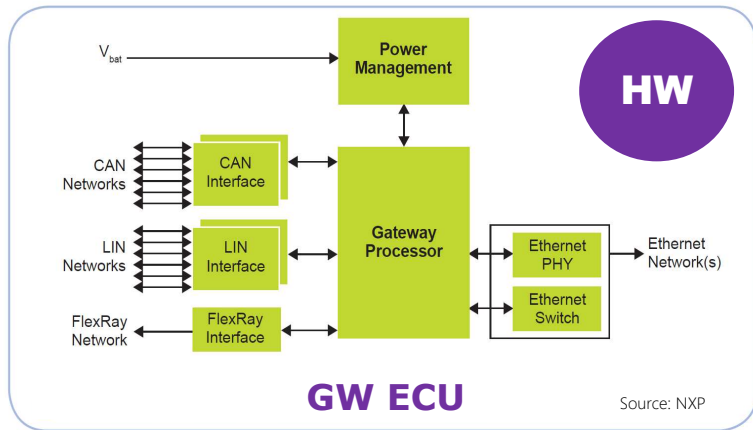 V_bat
Power
Management
HW
CAN
Networks
CAN
Interface
Gateway
Processor
LIN
Networks
LIN
Interface
Ethernet
PHY
Ethernet
Network(s)
Ethernet
Switch
FlexRay
Network
FlexRay
Interface
GW ECU
Source: NXP